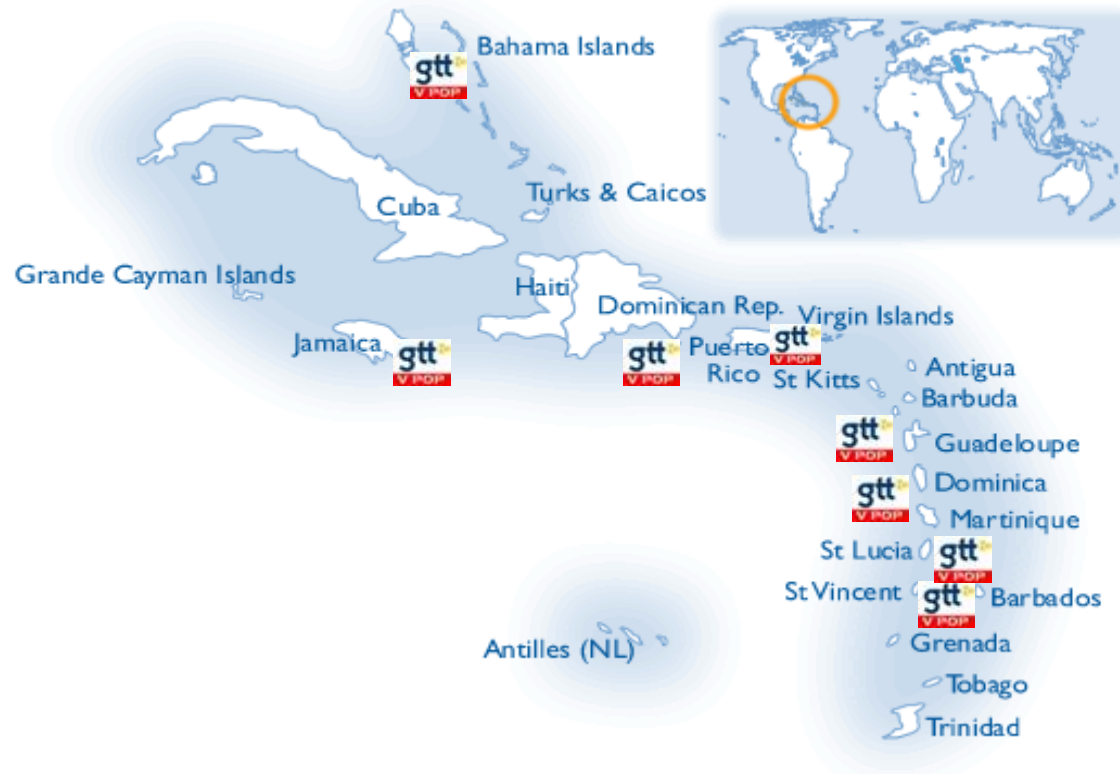 Bahama Islands
gtt
V POP
Turks & Caicos
Cuba
Grande Cayman Islands
Haiti
Dominican Rep.
Virgin Islands
Jamaica
gtt
V POP
gtt
V POP
Puerto
Rico
gtt
V POP
St Kitts
Antigua
Barbuda
gtt
V POP
Guadeloupe
gtt
V POP
Dominica
Martinique
St Lucia
gtt
V POP
St Vincent
gtt
V POP
Barbados
Antilles (NL)
Grenada
Tobago
Trinidad